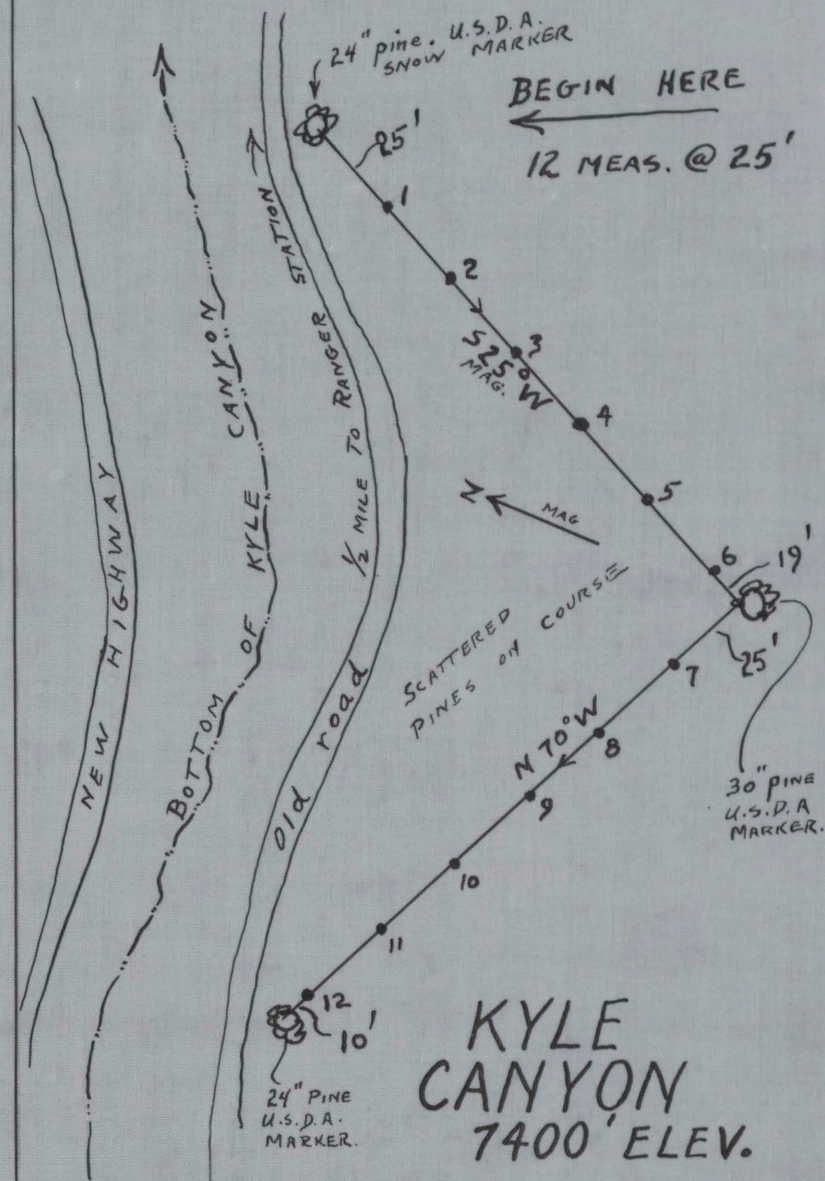 24" pine. U.S.D.A.
SNOW MARKER
BEGIN HERE
12 MEAS. @ 25'
25'
1
2
3
S25°W
MAG.
4
5
6
19'
25'
30" PINE
U.S.D.A
MARKER.
N
MAG
SCATTERED
PINES ON COURSE
7
8
N 70°W
9
10
11
12
10'
24" PINE
U.S.D.A.
MARKER.
NEW HIGHWAY
BOTTOM OF KYLE CANYON
1/2 MILE TO RANGER STATION
Old road
KYLE
CANYON
7400' ELEV.